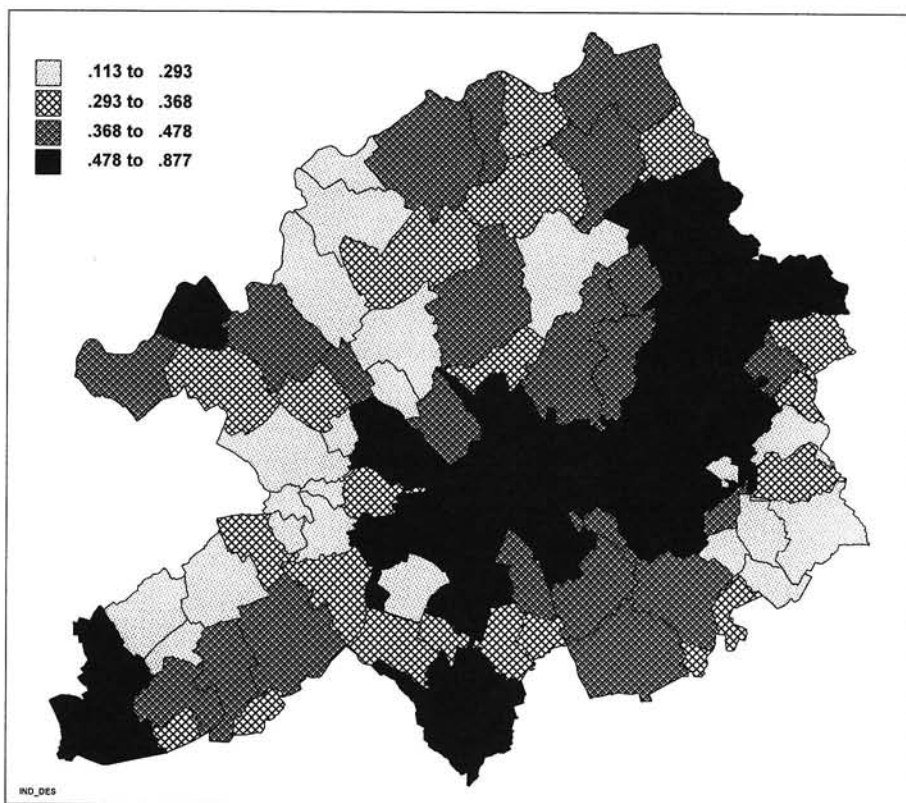 .113 to .293
.293 to .368
.368 to .478
.478 to .877
IND_DES